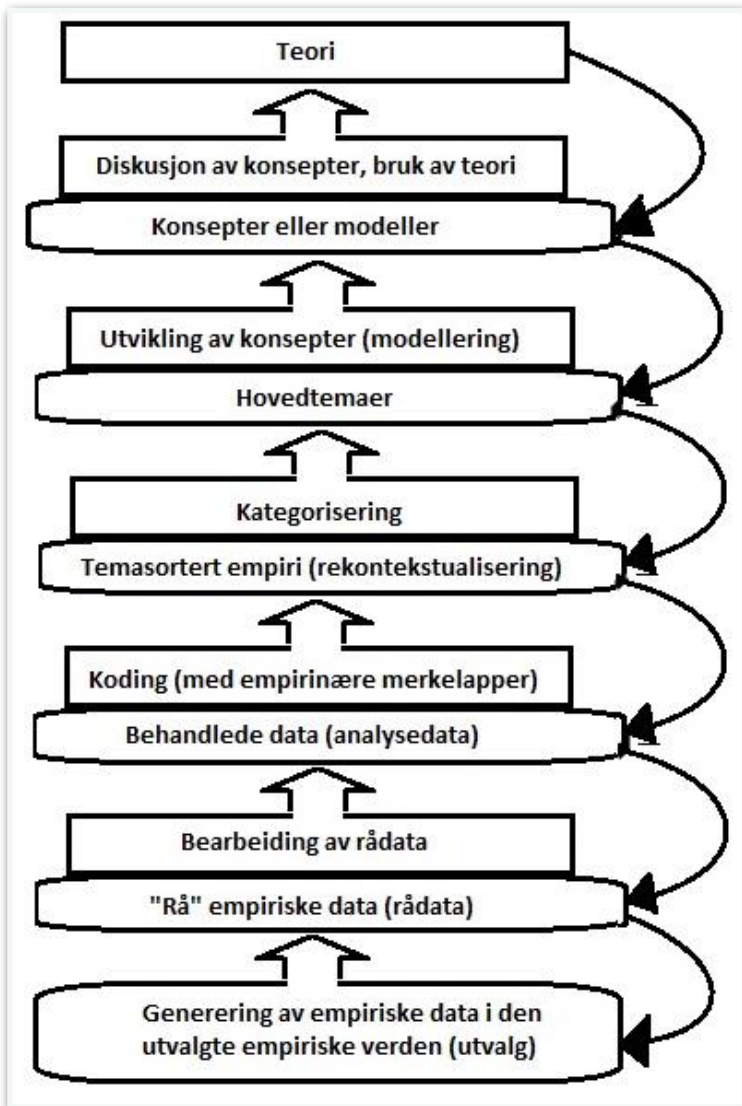 Teori
Diskusjon av konsepter, bruk av teori
Konsepter eller modeller
Utvikling av konsepter (modellering)
Hovedtemaer
Kategorisering
Temasortert empiri (rekontekstualisering)
Koding (med empirinære merkelapper)
Behandlede data (analysedata)
Bearbeiding av rådata
"Rå" empiriske data (rådata)
Generering av empiriske data i den
utvalgte empiriske verden (utvalg)